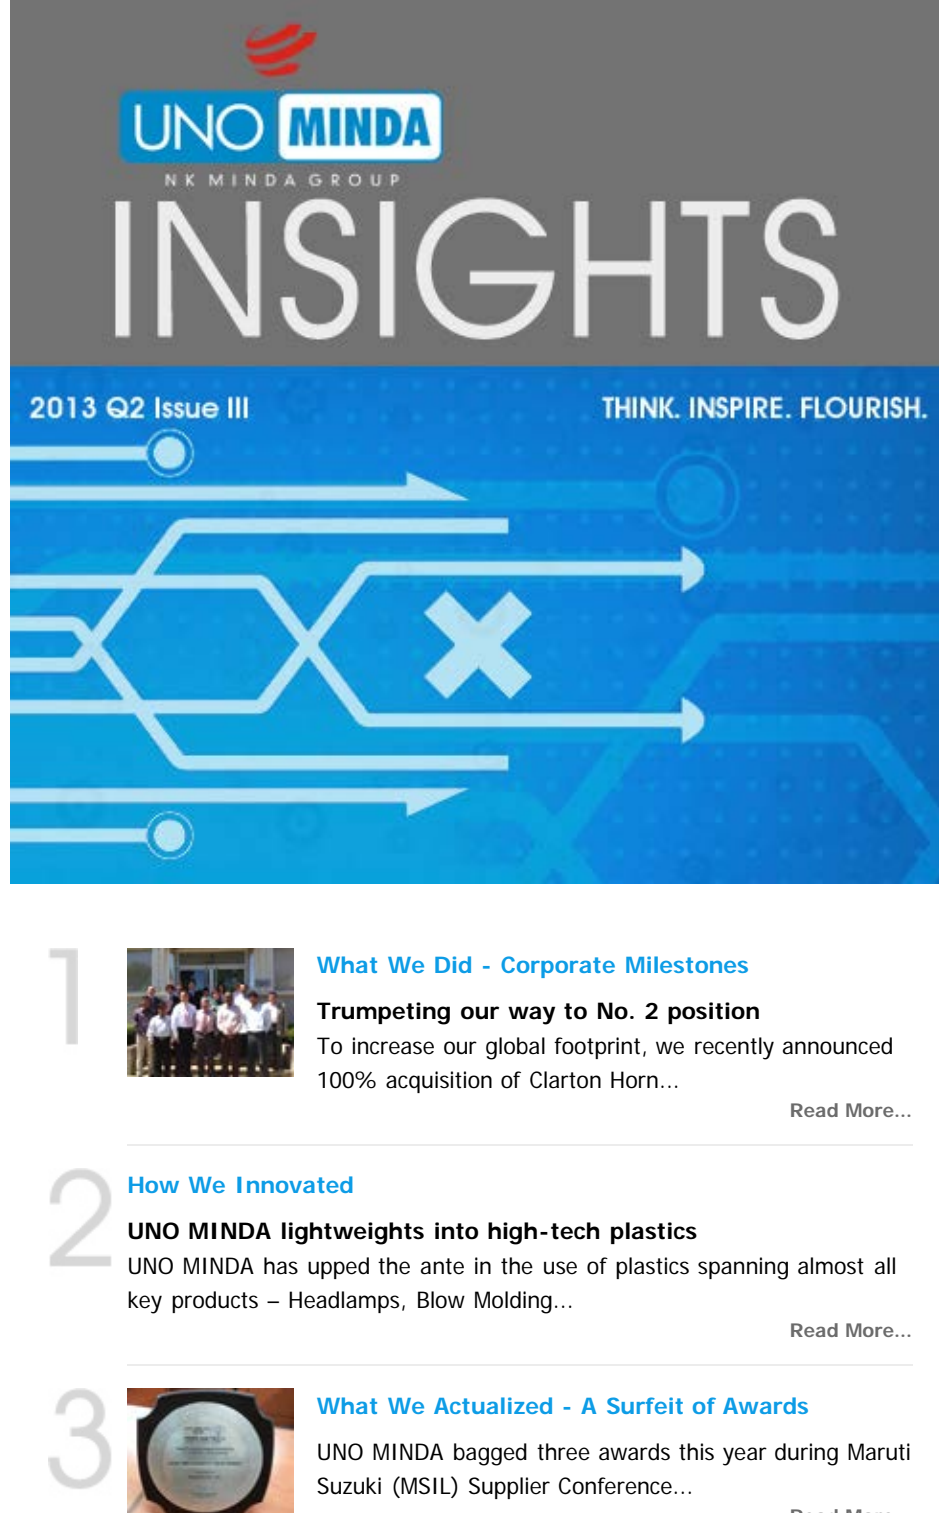 UNO MINDA
NK MINDA GROUP
INSIGHTS
2013 Q2 Issue III
THINK. INSPIRE. FLOURISH.
1
What We Did - Corporate Milestones
Trumpeting our way to No. 2 position
To increase our global footprint, we recently announced
100% acquisition of Clarton Horn...
Read More...
2
How We Innovated
UNO MINDA lightweights into high-tech plastics
UNO MINDA has upped the ante in the use of plastics spanning almost all
key products – Headlamps, Blow Molding...
Read More...
3
What We Actualized - A Surfeit of Awards
UNO MINDA bagged three awards this year during Maruti
Suzuki (MSIL) Supplier Conference...
Read More...